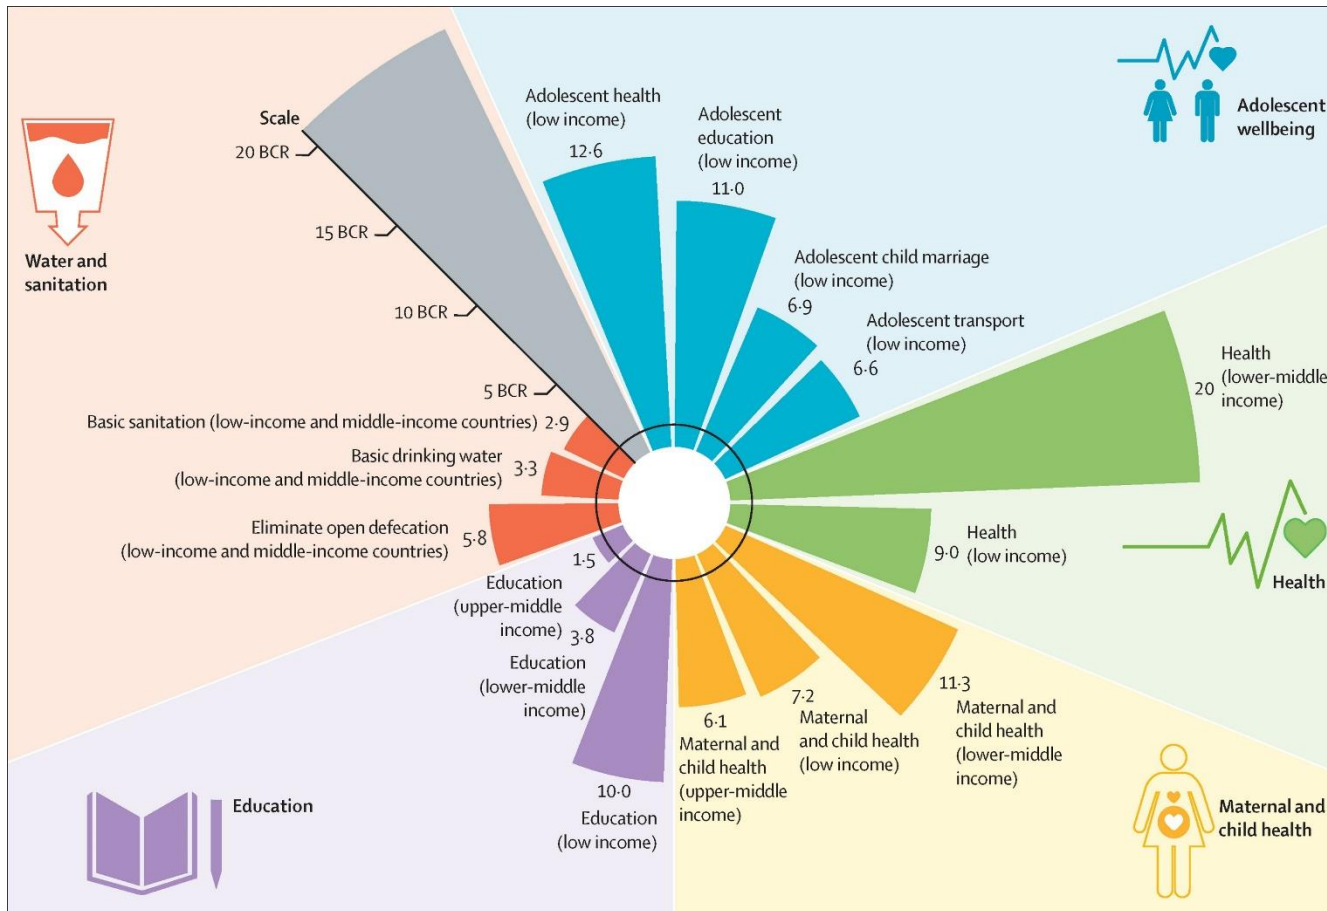 Scale
20 BCR
15 BCR
10 BCR
5 BCR
Water and
sanitation
Basic sanitation (low-income and middle-income countries) 2·9
Basic drinking water
(low-income and middle-income countries)
3·3
Eliminate open defecation
(low-income and middle-income countries)
5·8
Adolescent health
(low income)
12·6
Adolescent
education
(low income)
11·0
Adolescent child marriage
(low income)
6·9
Adolescent transport
(low income)
6·6
Adolescent
wellbeing
20
Health
(lower-middle
income)
Health
(low income)
9·0
Health
11·3
Maternal and
child health
(lower-middle
income)
7·2
Maternal
and child health
(low income)
6·1
Maternal and
child health
(upper-middle
income)
Maternal and
child health
1·5
Education
(upper-middle
income)
3·8
Education
(lower-middle
income)
10·0
Education
(low income)
Education